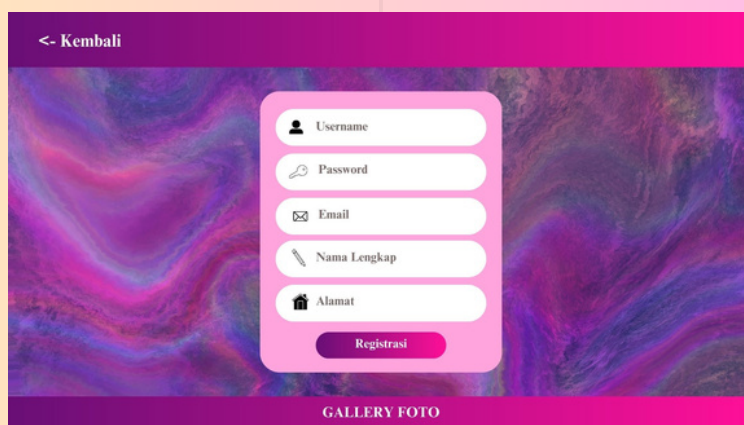 <- Kembali
Username
Password
Email
Nama Lengkap
Alamat
Registrasi
GALLERY FOTO